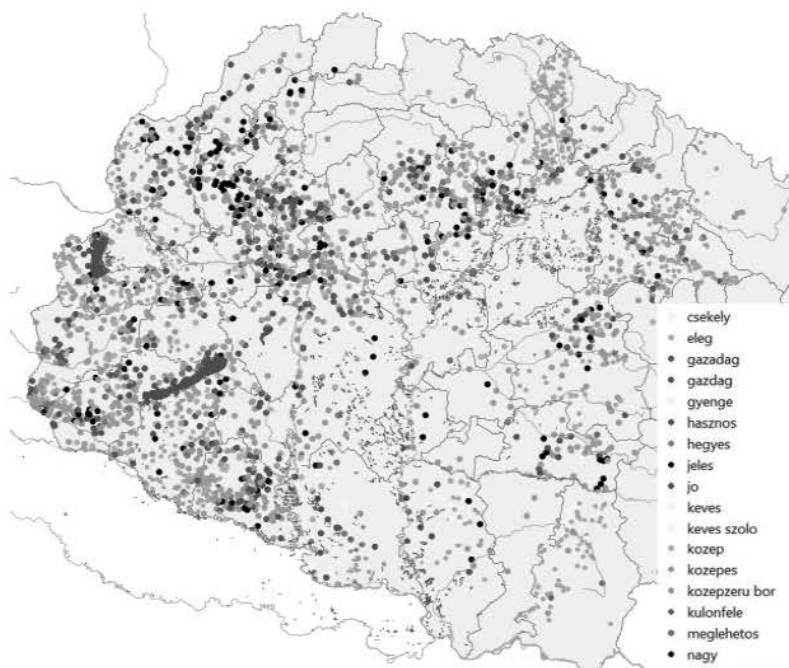 csekely
eleg
gazadag
gazdag
gyenge
hasznos
hegyes
jeles
jo
keves
keves szolo
kozep
kozepes
kozepzeru bor
kulonfele
meglehetos
nagy